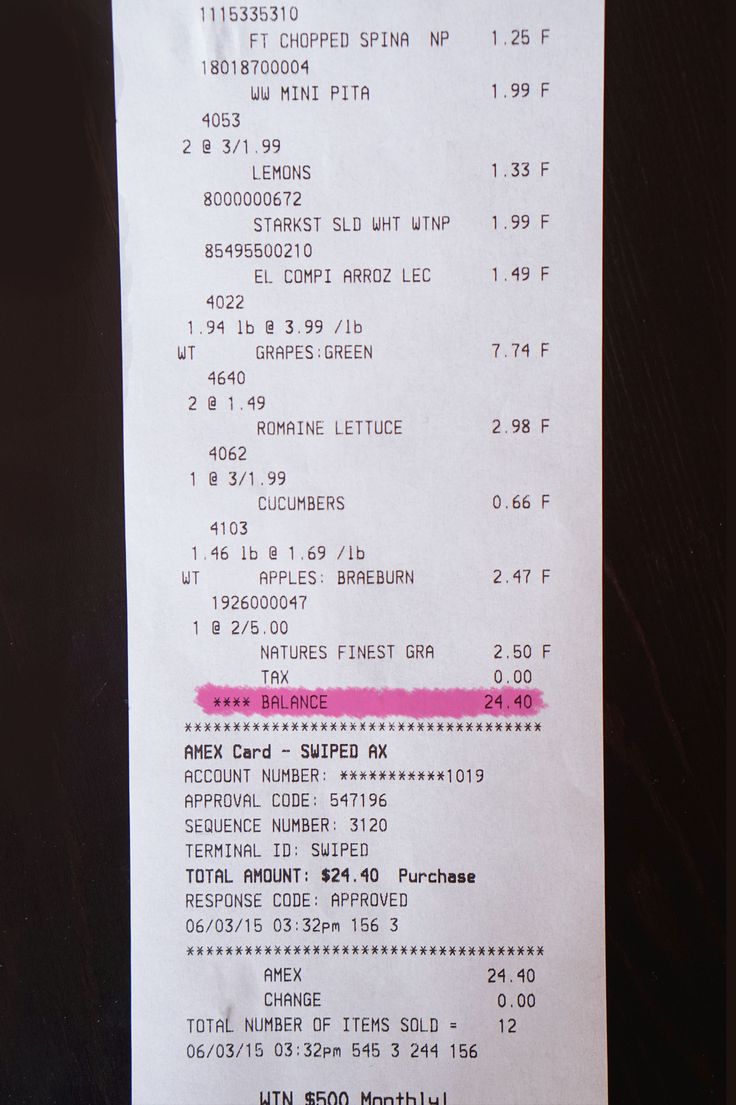 1115335310
FT CHOPPED SPINA NP 1.25 F
18018700004
WW MINI PITA 1.99 F
4053
2 @ 3/1.99
LEMONS 1.33 F
8000000672
STARKST SLD WHT WTNP 1.99 F
85495500210
EL COMPI ARROZ LEC 1.49 F
4022
1.94 lb @ 3.99 /lb
WT GRAPES:GREEN 7.74 F
4640
2 @ 1.49
ROMAINE LETTUCE 2.98 F
4062
1 @ 3/1.99
CUCUMBERS 0.66 F
4103
1.46 lb @ 1.69 /lb
WT APPLES: BRAEBURN 2.47 F
1926000047
1 @ 2/5.00
NATURES FINEST GRA 2.50 F
TAX 0.00
**** BALANCE 24.40
*************************************
AMEX Card - SWIPED AX
ACCOUNT NUMBER: ***********1019
APPROVAL CODE: 547196
SEQUENCE NUMBER: 3120
TERMINAL ID: SWIPED
TOTAL AMOUNT: $24.40 Purchase
RESPONSE CODE: APPROVED
06/03/15 03:32pm 156 3
*************************************
AMEX 24.40
CHANGE 0.00
TOTAL NUMBER OF ITEMS SOLD = 12
06/03/15 03:32pm 545 3 244 156
WIN $500 Monthly!